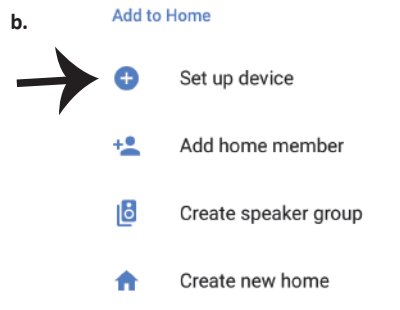 b.
Add to Home
Set up device
Add home member
Create speaker group
Create new home